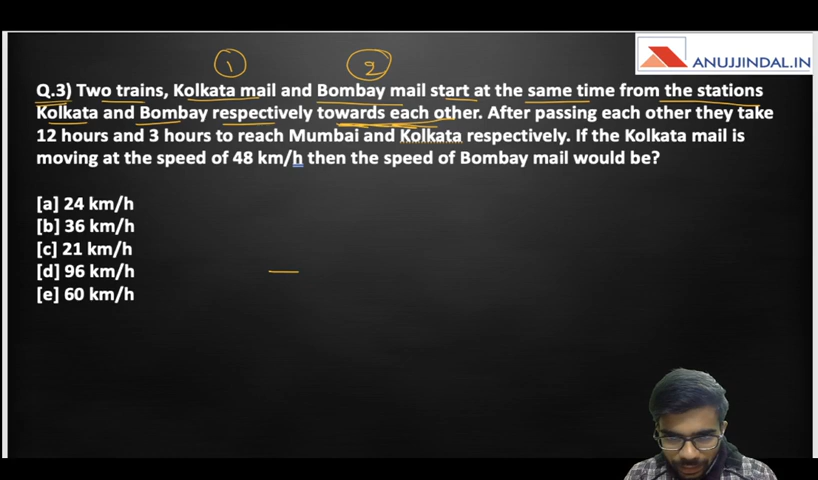 1 2
ANUJJINDAL.IN
Q.3) Two trains, Kolkata mail and Bombay mail start at the same time from the stations
Kolkata and Bombay respectively towards each other. After passing each other they take
12 hours and 3 hours to reach Mumbai and Kolkata respectively. If the Kolkata mail is
moving at the speed of 48 km/h then the speed of Bombay mail would be?
[a] 24 km/h
[b] 36 km/h
[c] 21 km/h
[d] 96 km/h
[e] 60 km/h